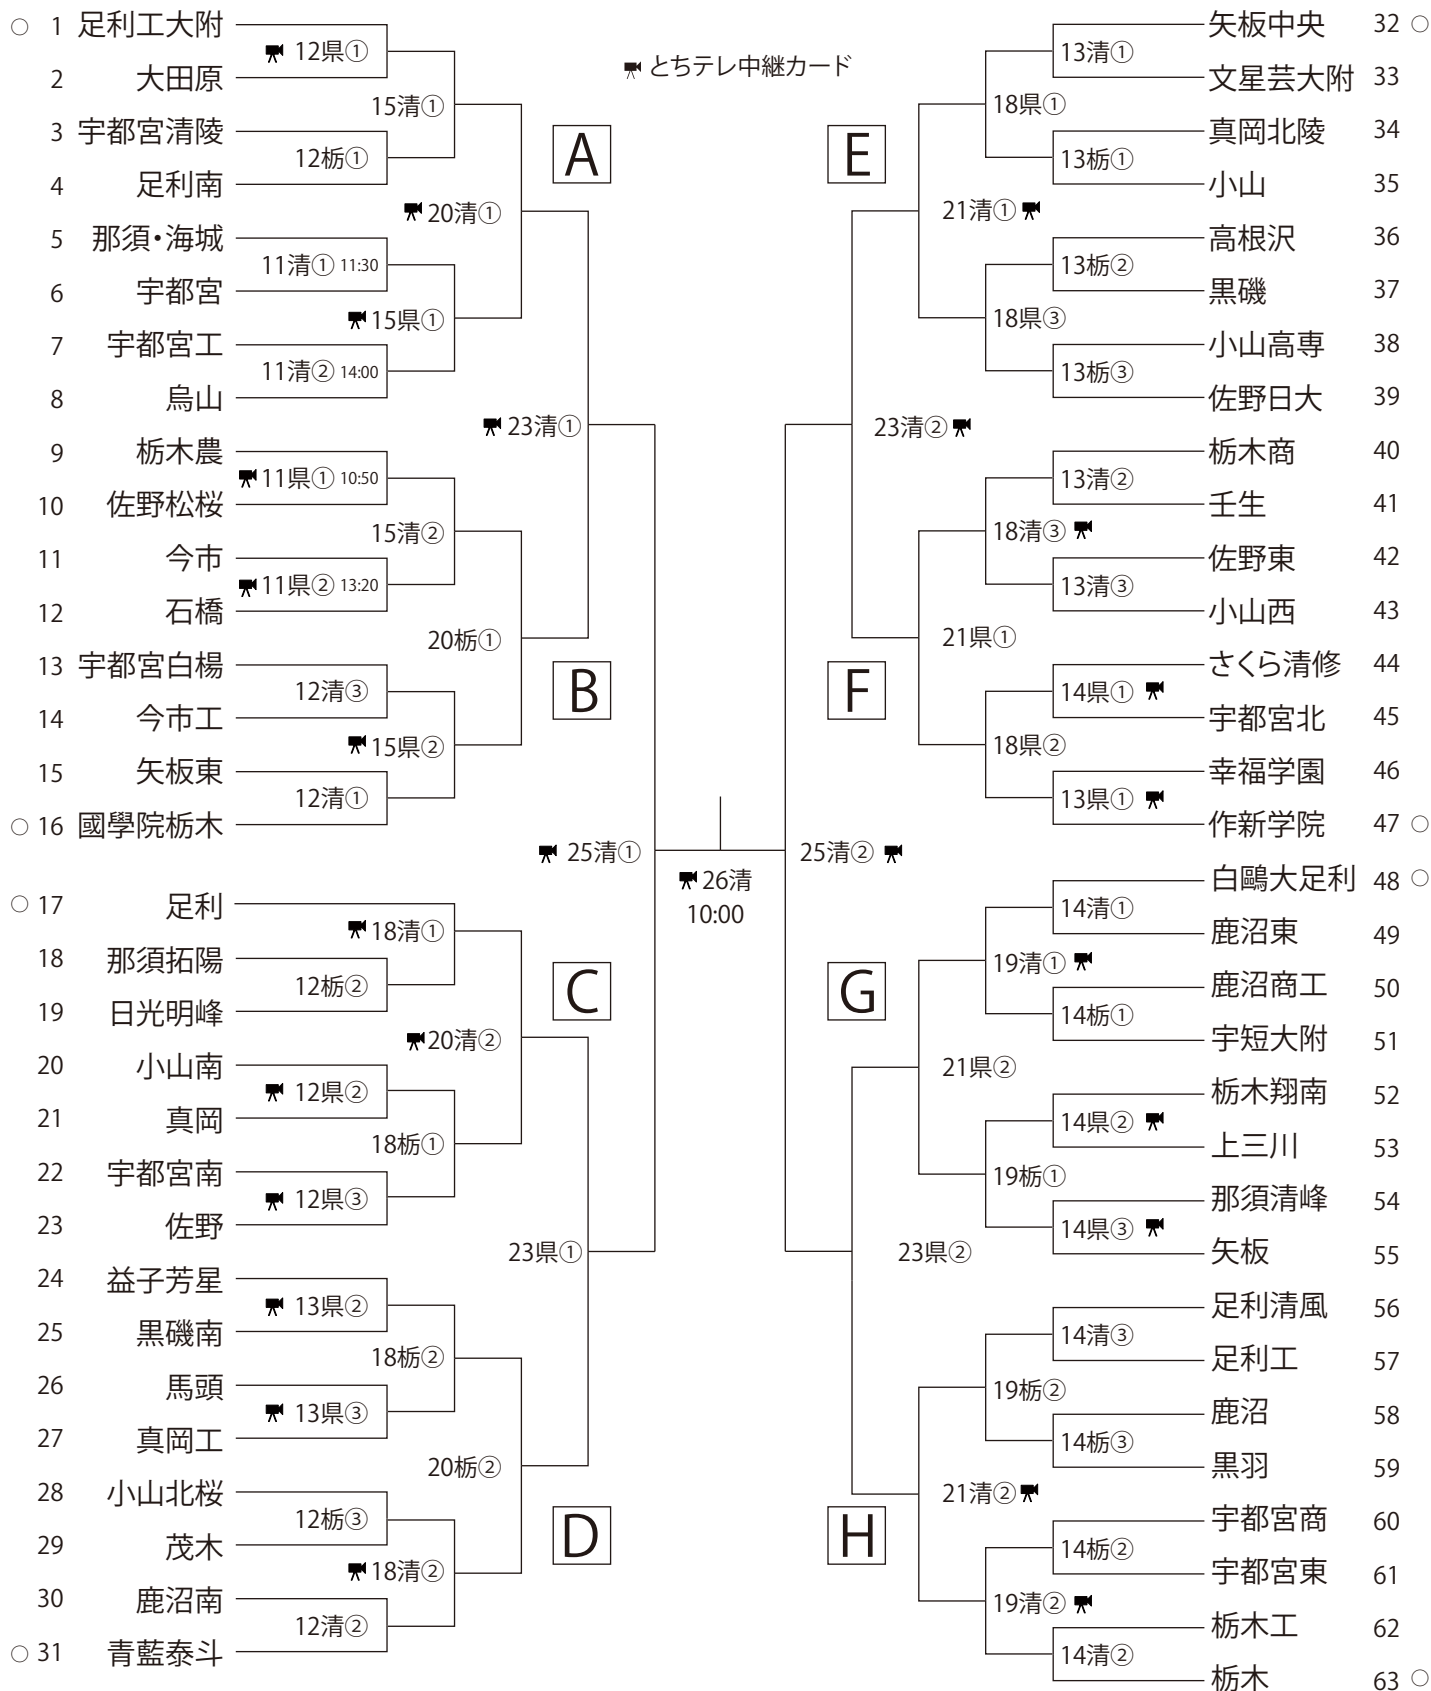 とちテレ中継カード
○ 1 足利工大附
12県①
2 大田原
15清①
3 宇都宮清陵
12栃①
4 足利南
A
20清①
5 那須・海城
11清① 11:30
6 宇都宮
15県①
7 宇都宮工
11清② 14:00
8 烏山
23清①
9 栃木農
11県① 10:50
10 佐野松桜
15清②
11 今市
11県② 13:20
12 石橋
20栃①
B
13 宇都宮白楊
12清③
14 今市工
15県②
15 矢板東
12清①
○ 16 國學院栃木
25清①
26清
10:00
○ 17 足利
18清①
18 那須拓陽
12栃②
19 日光明峰
C
20清②
20 小山南
12県②
21 真岡
18栃①
22 宇都宮南
12県③
23 佐野
23県①
24 益子芳星
13県②
25 黒磯南
18栃②
26 馬頭
13県③
27 真岡工
20栃②
D
28 小山北桜
12栃③
29 茂木
18清②
30 鹿沼南
12清②
○ 31 青藍泰斗
矢板中央 32 ○
13清①
文星芸大附 33
18県①
真岡北陵 34
13栃①
小山 35
E
21清①
高根沢 36
13栃②
黒磯 37
18県③
小山高専 38
13栃③
佐野日大 39
23清②
栃木商 40
13清②
壬生 41
18清③
佐野東 42
13清③
小山西 43
21県①
F
さくら清修 44
14県①
宇都宮北 45
18県②
幸福学園 46
13県①
作新学院 47 ○
25清②
白鷗大足利 48 ○
14清①
鹿沼東 49
19清①
鹿沼商工 50
14栃①
宇短大附 51
G
21県②
栃木翔南 52
14県②
上三川 53
19栃①
那須清峰 54
14県③
矢板 55
23県②
足利清風 56
14清③
足利工 57
19栃②
鹿沼 58
14栃③
黒羽 59
21清②
H
宇都宮商 60
14栃②
宇都宮東 61
19清②
栃木工 62
14清②
栃木 63 ○